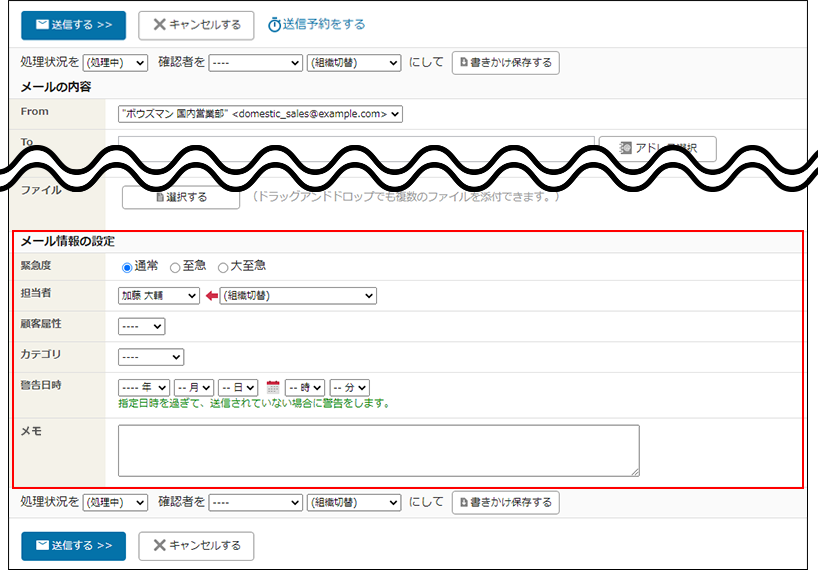 送信する >> キャンセルする 送信予約をする
処理状況を (処理中) 確認者を ---- (組織切替) にして 書きかけ保存する
メールの内容
From "ボウズマン 国内営業部" <domestic_sales@example.com>
To アドレス選択
ファイル 選択する (ドラッグアンドドロップでも複数のファイルを添付できます。)
メール情報の設定
緊急度 通常 至急 大至急
担当者 加藤 大輔 (組織切替)
顧客属性 ----
カテゴリ ----
警告日時 ---- 年 -- 月 -- 日 -- 時 -- 分
指定日時を過ぎて、送信されていない場合に警告をします。
メモ
処理状況を (処理中) 確認者を ---- (組織切替) にして 書きかけ保存する
送信する >> キャンセルする